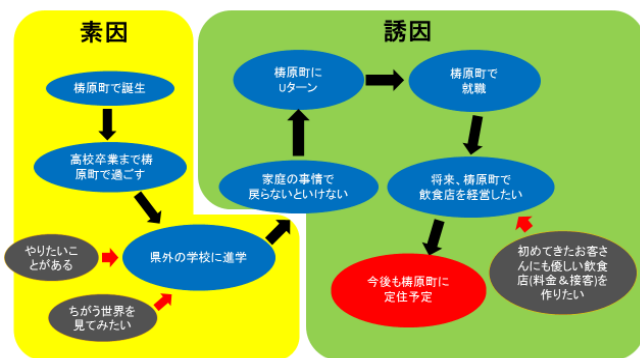 素因
誘因
梼原町で誕生
高校卒業まで梼
原町で過ごす
やりたいこ
とがある
ちがう世界を
見てみたい
県外の学校に進学
家庭の事情で
戻らないといけない
梼原町に
Uターン
梼原町で
就職
将来、梼原町で
飲食店を経営したい
初めてきたお客さ
んにも優しい飲食
店(料金&接客)を
作りたい
今後も梼原町に
定住予定